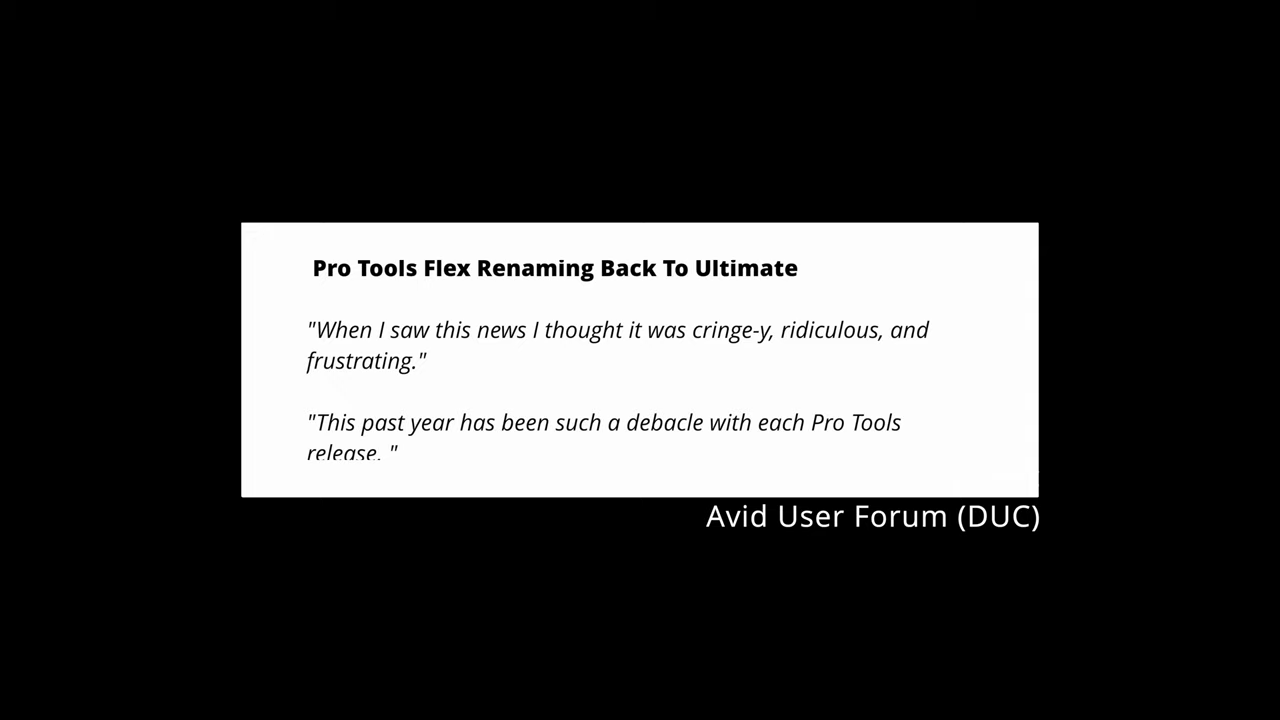 Pro Tools Flex Renaming Back To Ultimate
"When I saw this news I thought it was cringe-y, ridiculous, and
frustrating."
"This past year has been such a debacle with each Pro Tools
release. "
Avid User Forum (DUC)